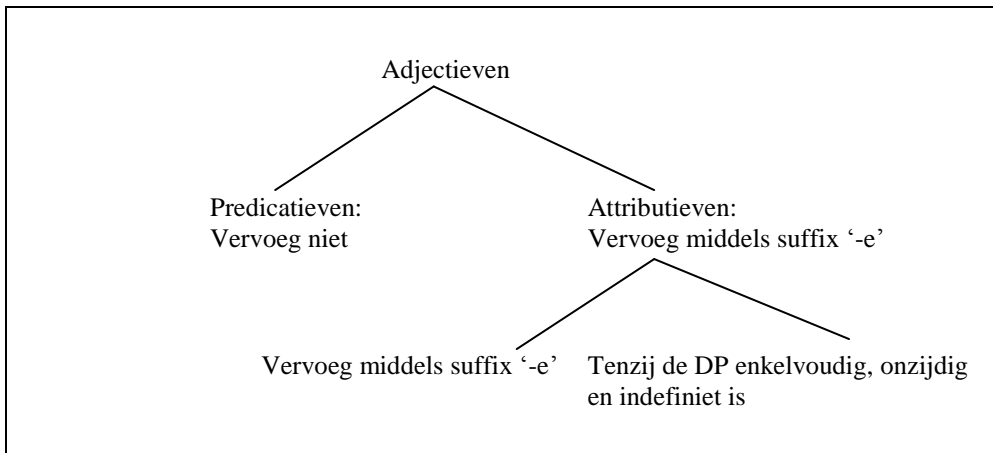 Adjectieven
Predicatieven:
Vervoeg niet
Attributieven:
Vervoeg middels suffix ‘-e’
Vervoeg middels suffix ‘-e’
Tenzij de DP enkelvoudig, onzijdig
en indefiniet is